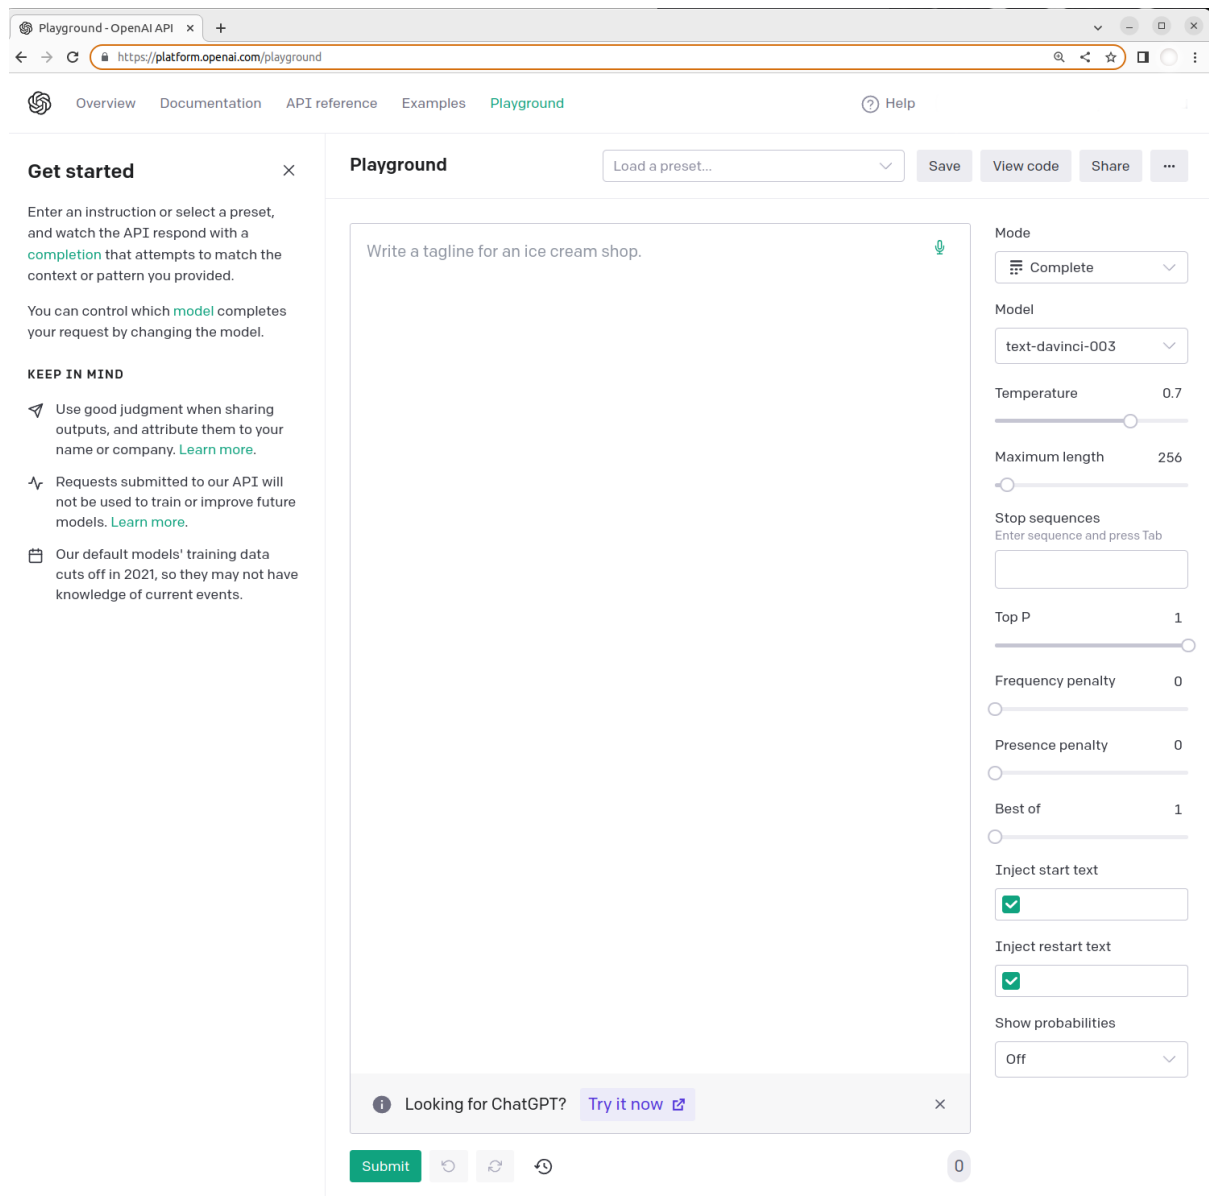 Playground - OpenAI API
https://platform.openai.com/playground
Overview Documentation API reference Examples Playground Help
Get started
Enter an instruction or select a preset,
and watch the API respond with a
completion that attempts to match the
context or pattern you provided.
You can control which model completes
your request by changing the model.
KEEP IN MIND
Use good judgment when sharing
outputs, and attribute them to your
name or company. Learn more.
Requests submitted to our API will
not be used to train or improve future
models. Learn more.
Our default models' training data
cuts off in 2021, so they may not have
knowledge of current events.
Playground Load a preset... Save View code Share ...
Write a tagline for an ice cream shop.
Looking for ChatGPT? Try it now
Submit 0
Mode
Complete
Model
text-davinci-003
Temperature 0.7
Maximum length 256
Stop sequences
Enter sequence and press Tab
Top P 1
Frequency penalty 0
Presence penalty 0
Best of 1
Inject start text
Inject restart text
Show probabilities
Off